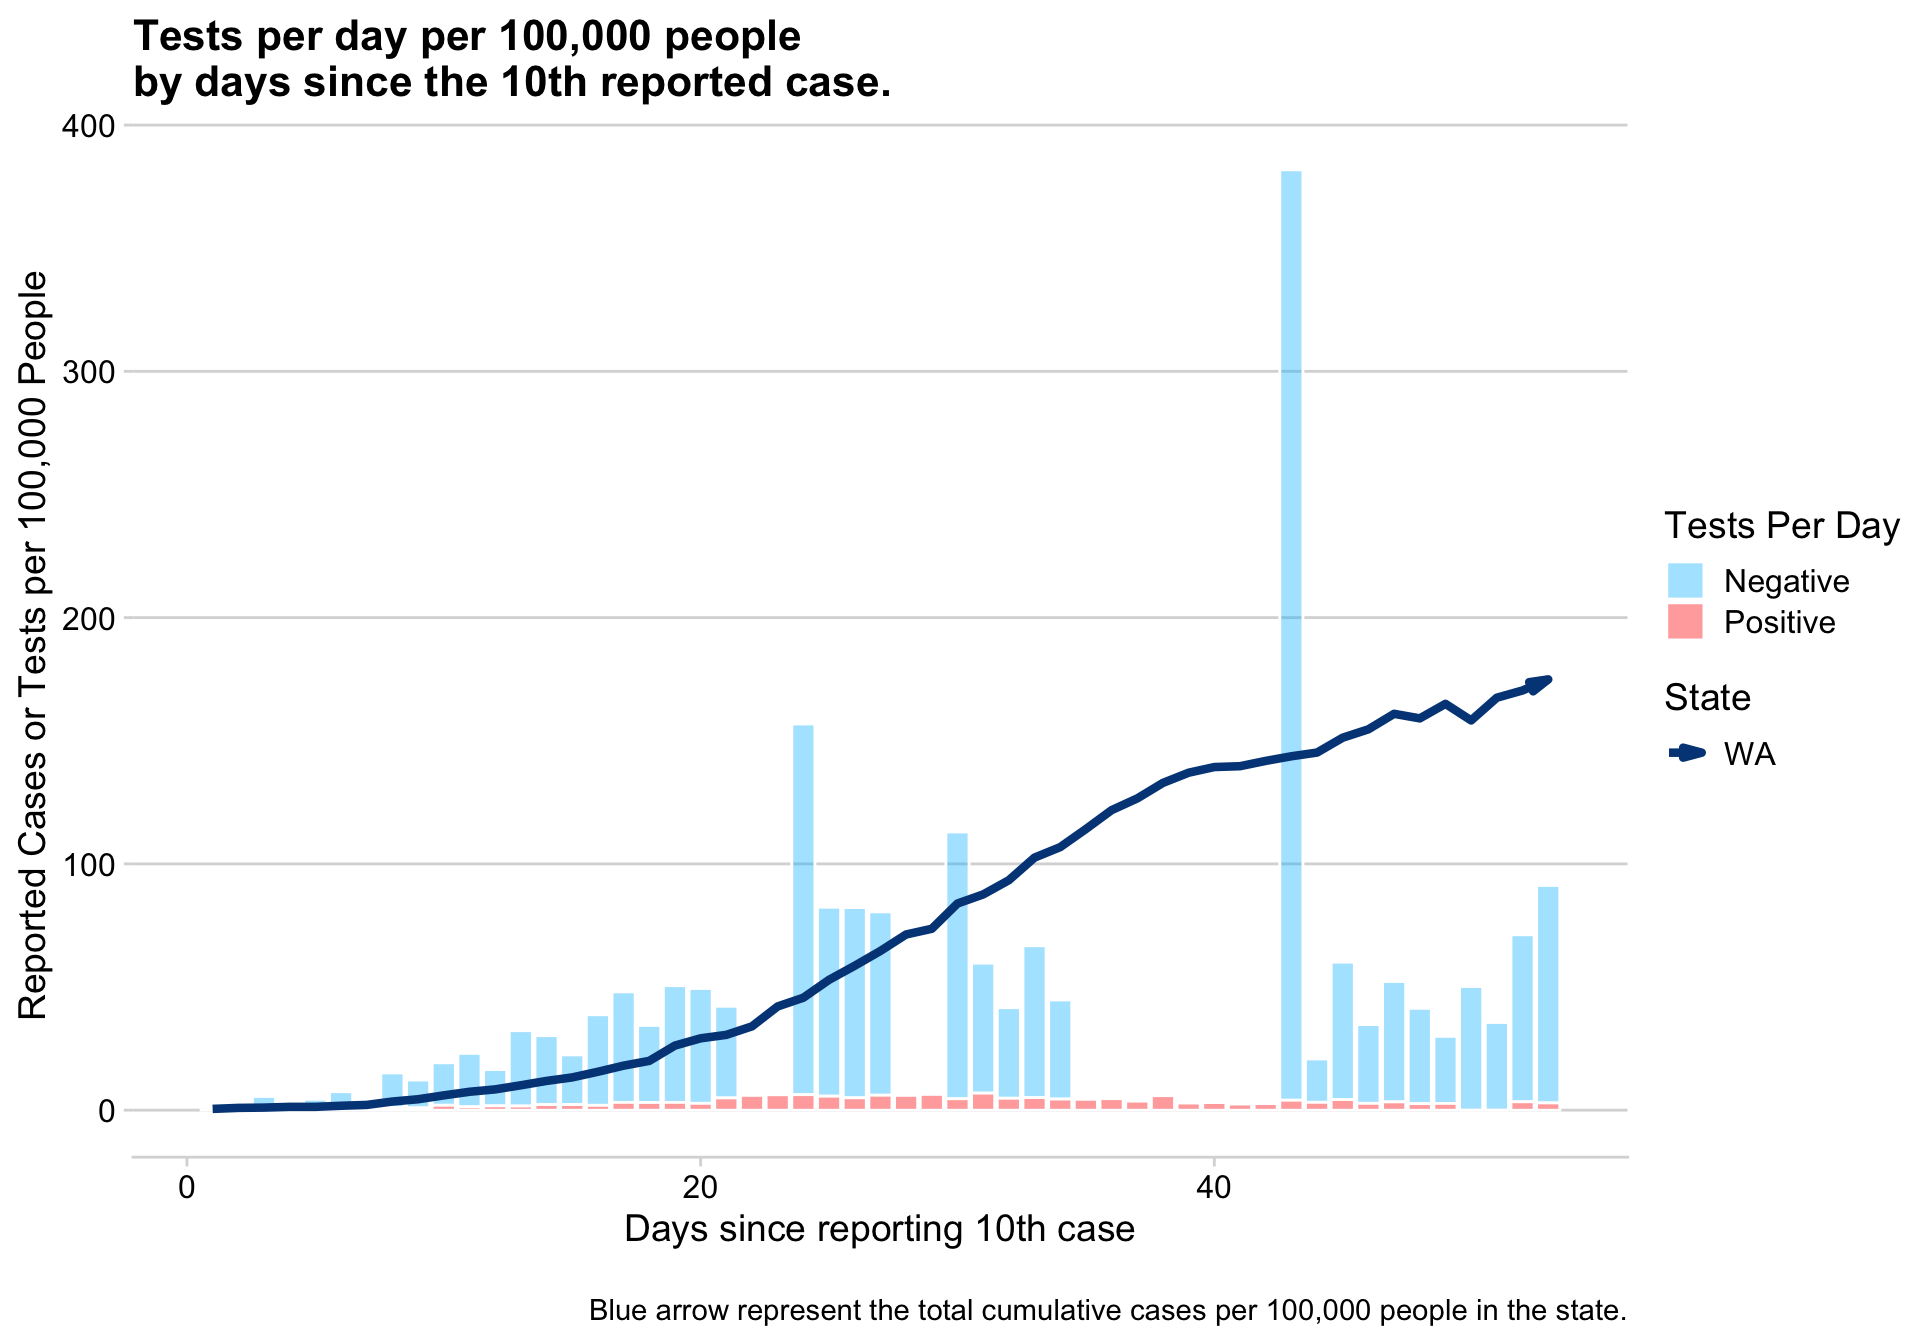 Tests per day per 100,000 people
by days since the 10th reported case.
Reported Cases or Tests per 100,000 People
400
300
200
100
0
0
20
40
Days since reporting 10th case
Tests Per Day
Negative
Positive
State
WA
Blue arrow represent the total cumulative cases per 100,000 people in the state.